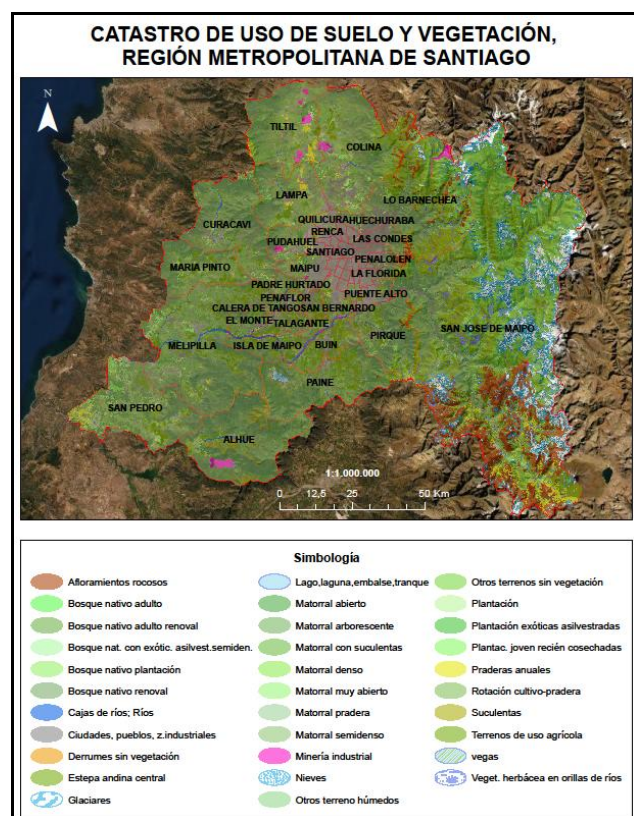 CATASTRO DE USO DE SUELO Y VEGETACIÓN,
REGIÓN METROPOLITANA DE SANTIAGO
N
TILTIL
COLINA
LAMPA
LO BARNECHEA
CURACAVI
QUILICURA HUECHURABA
RENCA
PUDAHUEL
LAS CONDES
SANTIAGO
MARIA PINTO
MAIPU
PENALOLEN
LA FLORIDA
PADRE HURTADO
PENAFLOR
PUENTE ALTO
CALERA DE TANGO SAN BERNARDO
EL MONTE
TALAGANTE
SAN JOSE DE MAIPO
MELIPILLA
ISLA DE MAIPO
BUIN
PIRQUE
PAINE
SAN PEDRO
ALHUE
1:1.000.000
0 12,5 25 50 Km
Simbología
Afloramientos rocosos
Bosque nativo adulto
Bosque nativo adulto renoval
Bosque nat. con exótic. asilvest.semiden.
Bosque nativo plantación
Bosque nativo renoval
Cajas de ríos; Ríos
Ciudades, pueblos, z.industriales
Derrumes sin vegetación
Estepa andina central
Glaciares
Lago,laguna,embalse,tranque
Matorral abierto
Matorral arborescente
Matorral con suculentas
Matorral denso
Matorral muy abierto
Matorral pradera
Matorral semidenso
Minería industrial
Nieves
Otros terreno húmedos
Otros terrenos sin vegetación
Plantación
Plantación exóticas asilvestradas
Plantac. joven recién cosechadas
Praderas anuales
Rotación cultivo-pradera
Suculentas
Terrenos de uso agrícola
vegas
Veget. herbácea en orillas de ríos